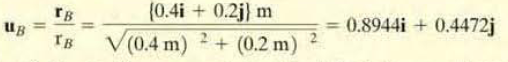 u_B = r_B / r_B = {0.4i + 0.2j} m / √(0.4 m)² + (0.2 m)² = 0.8944i + 0.4472j